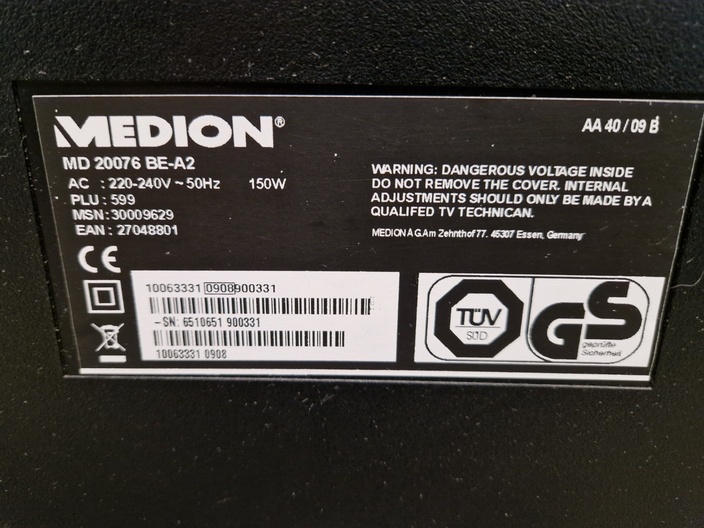 MEDION®
AA 40 / 09 B
MD 20076 BE-A2
AC : 220-240V ~ 50Hz 150W
PLU : 599
MSN : 30009629
EAN : 27048801
WARNING: DANGEROUS VOLTAGE INSIDE
DO NOT REMOVE THE COVER. INTERNAL
ADJUSTMENTS SHOULD ONLY BE MADE BY A
QUALIFED TV TECHNICAN.
MEDION AG.Am Zehnthof 77. 45307 Essen, Germany
CE
10063331 0908900331
-SN: 6510651 900331
10063331 0908
TÜV
SÜD
GS
geprüfte
Sicherheit